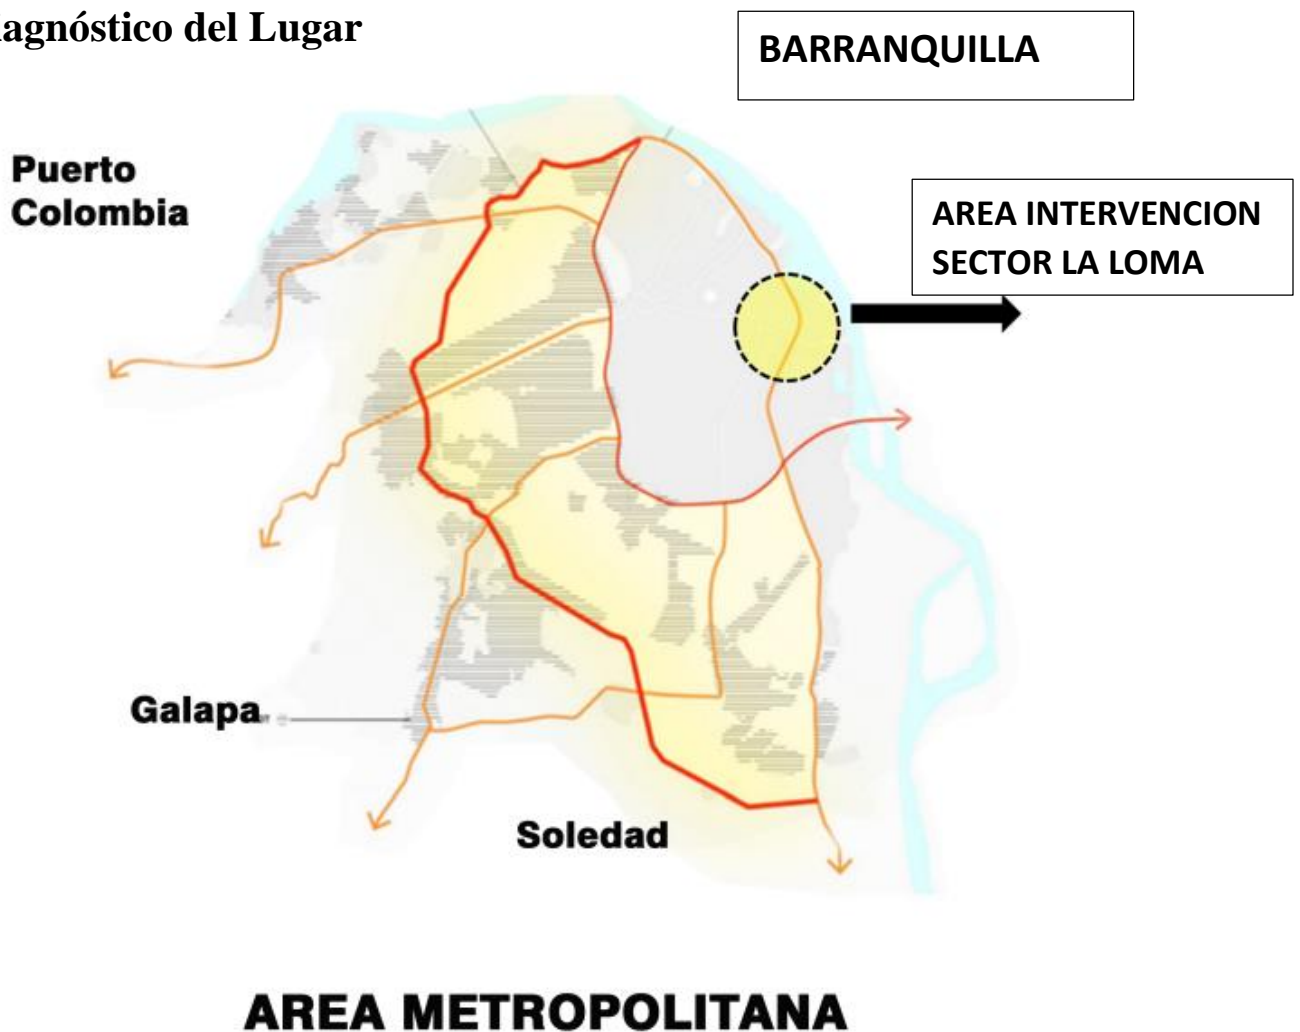 agnóstico del Lugar
BARRANQUILLA
Puerto
Colombia
AREA INTERVENCION
SECTOR LA LOMA
Galapa
Soledad
AREA METROPOLITANA